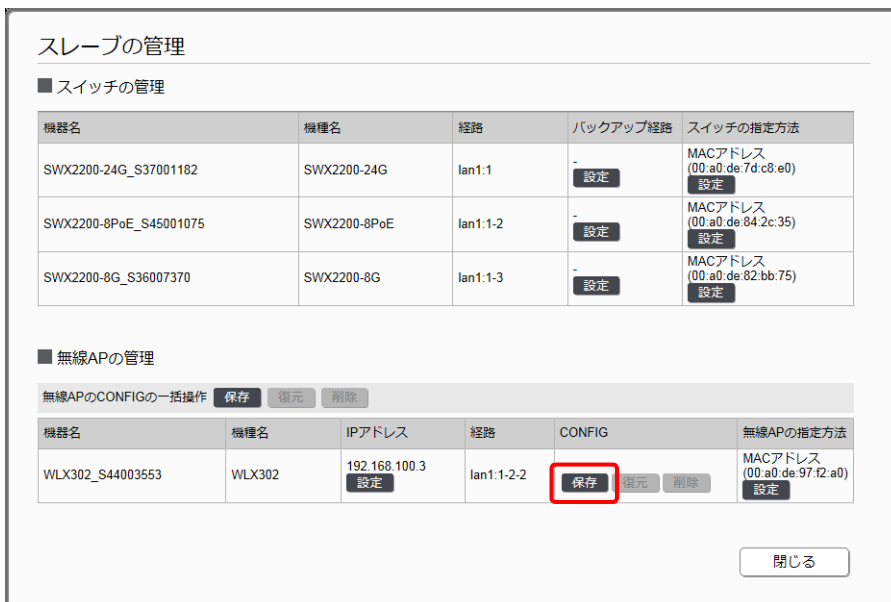 スレーブの管理
スイッチの管理
機器名 機種名 経路 バックアップ経路 スイッチの指定方法
SWX2200-24G_S37001182 SWX2200-24G lan1:1 - 設定 MACアドレス (00:a0:de:7d:c8:e0) 設定
SWX2200-8PoE_S45001075 SWX2200-8PoE lan1:1-2 - 設定 MACアドレス (00:a0:de:84:2c:35) 設定
SWX2200-8G_S36007370 SWX2200-8G lan1:1-3 - 設定 MACアドレス (00:a0:de:82:bb:75) 設定
無線APの管理
無線APのCONFIGの一括操作 保存 復元 削除
機器名 機種名 IPアドレス 経路 CONFIG 無線APの指定方法
WLX302_S44003553 WLX302 192.168.100.3 設定 lan1:1-2-2 保存 復元 削除 MACアドレス (00:a0:de:97:f2:a0) 設定
閉じる